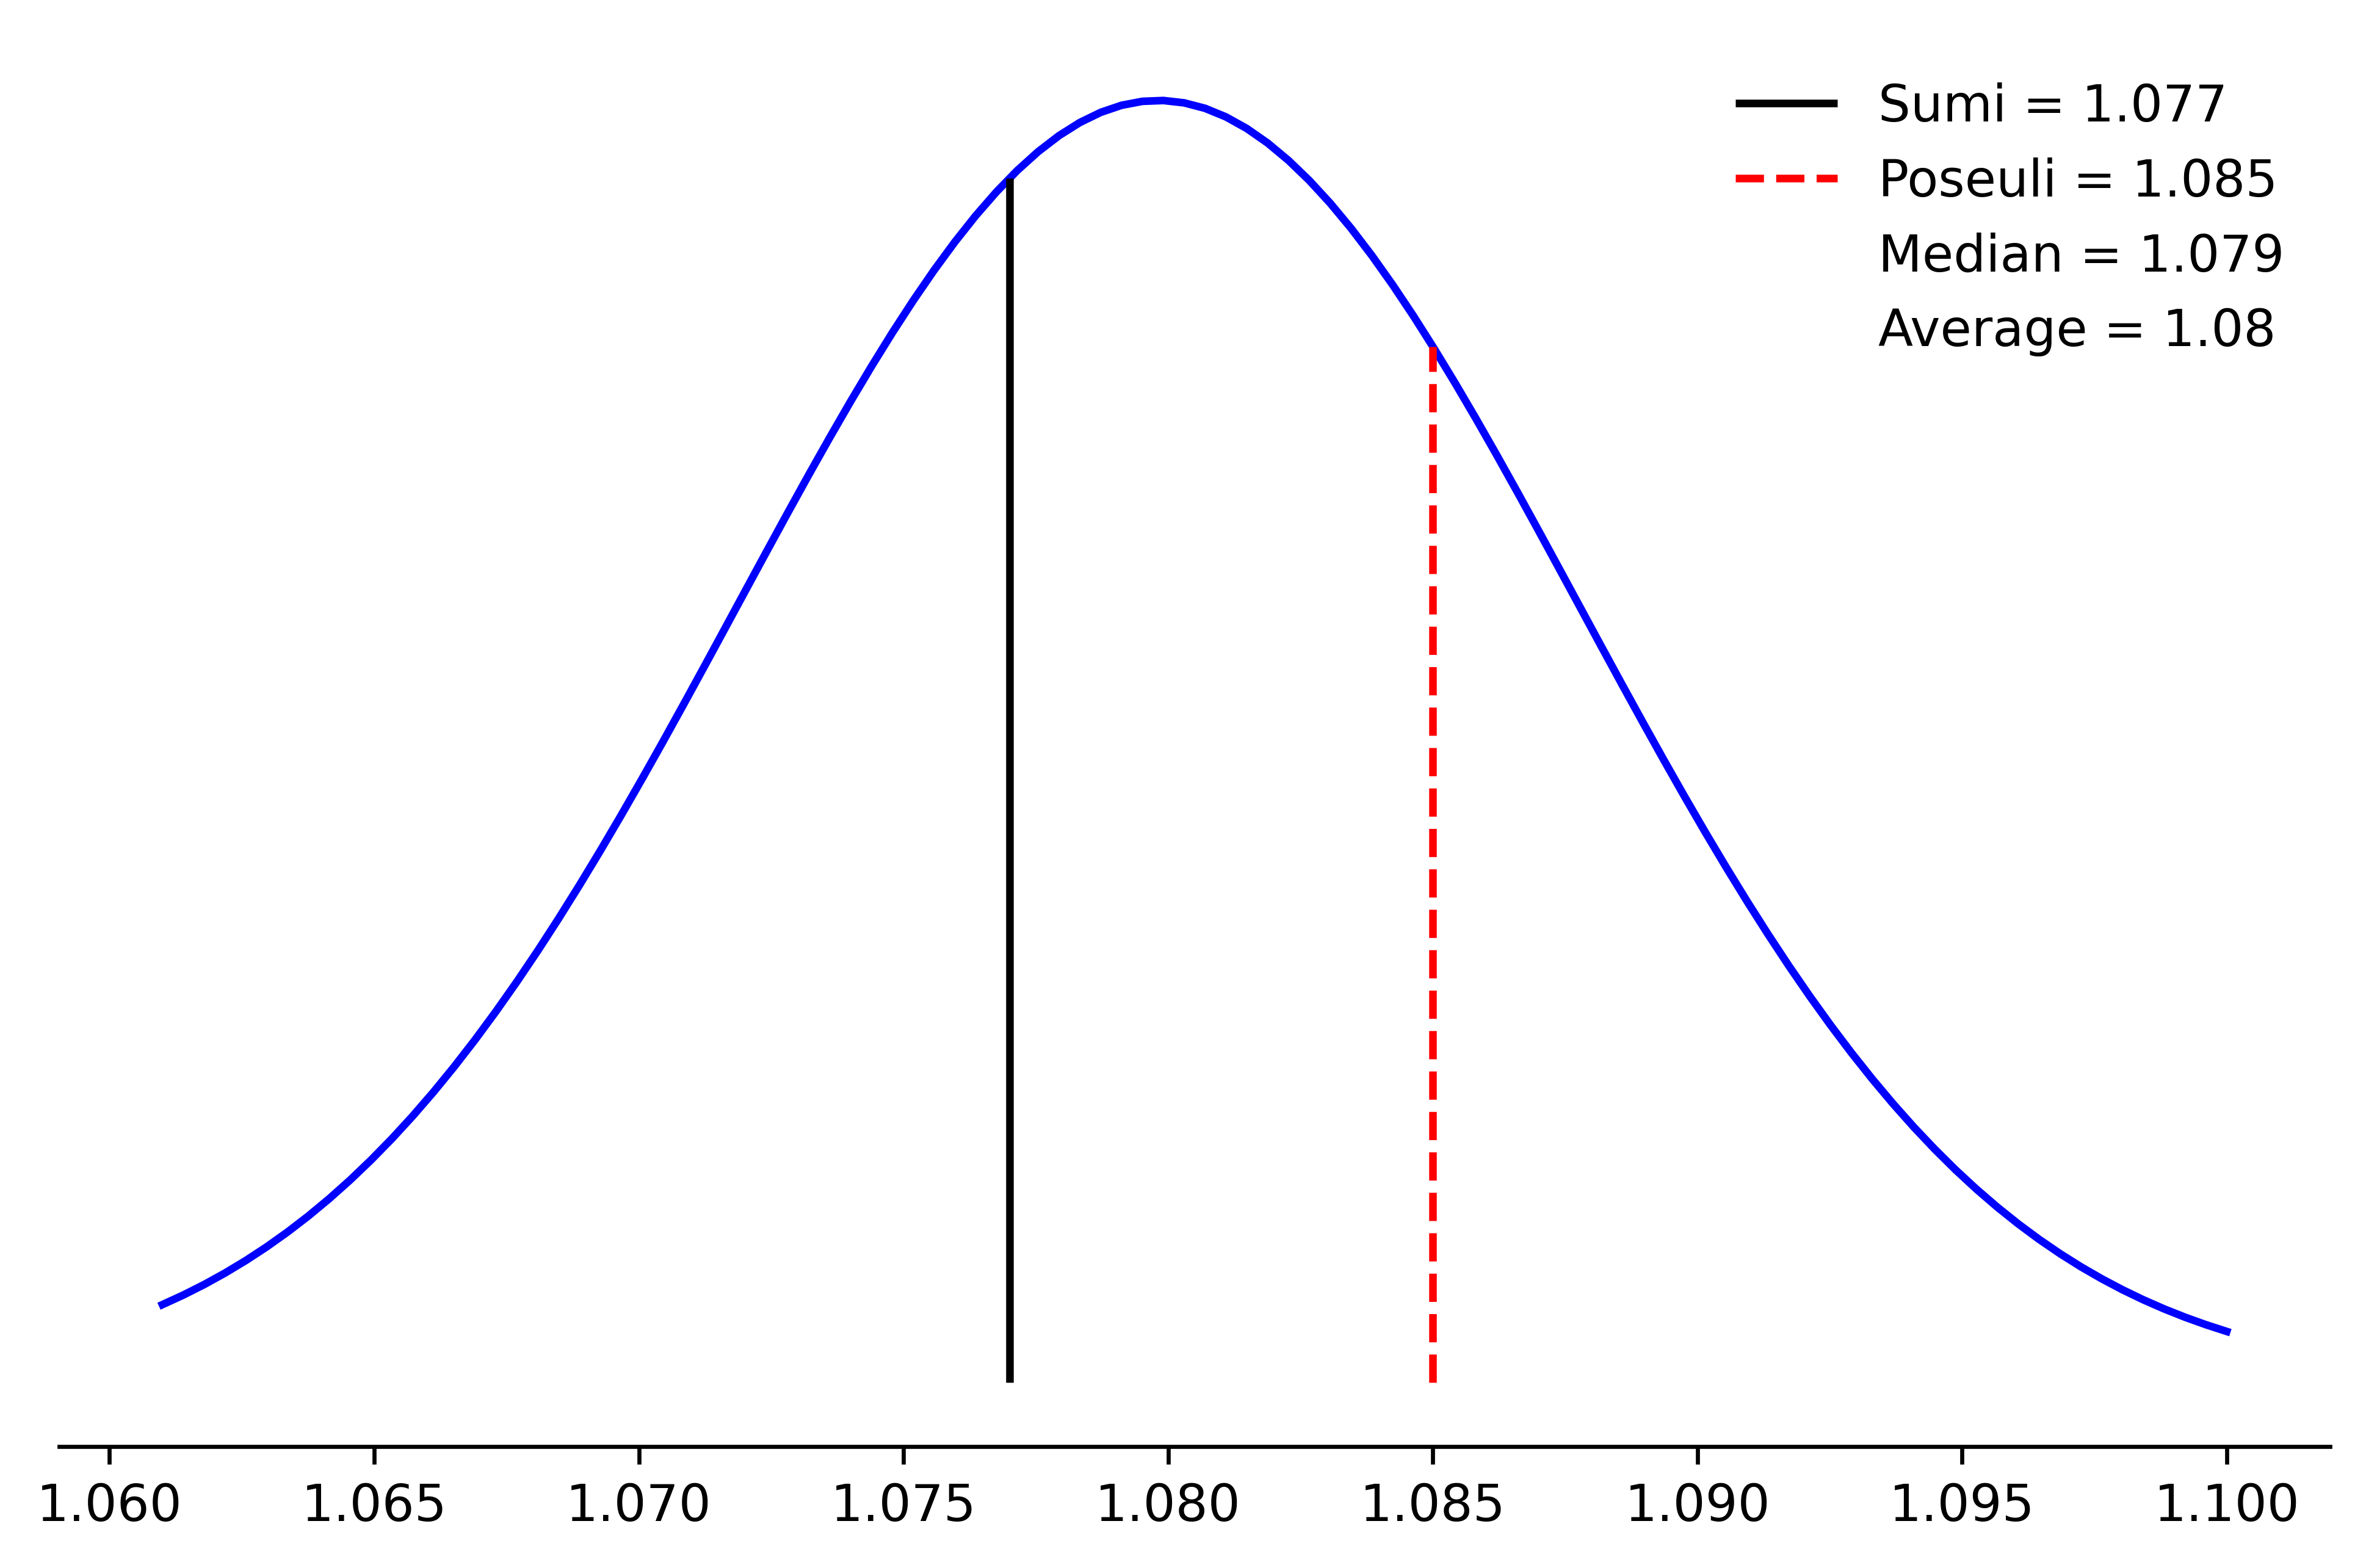 Sumi = 1.077
Poseuli = 1.085
Median = 1.079
Average = 1.08
1.060 1.065 1.070 1.075 1.080 1.085 1.090 1.095 1.100